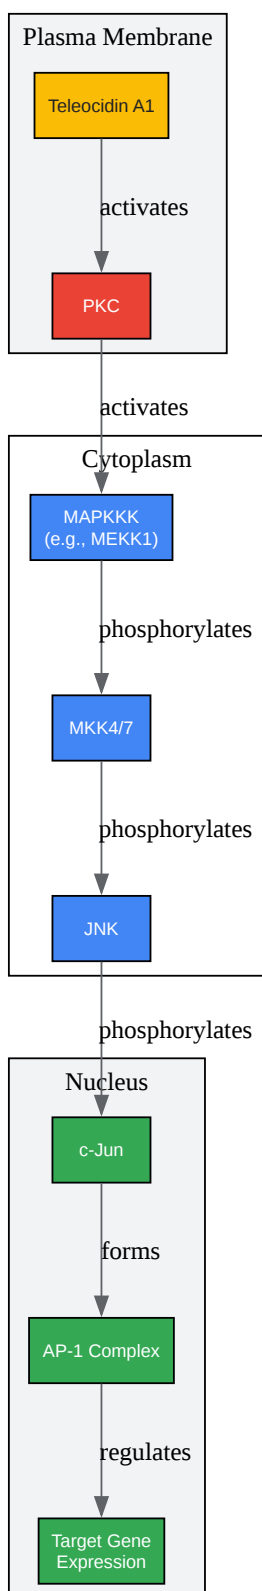 Plasma Membrane
Teleocidin A1
activates
PKC
activates
Cytoplasm
MAPKKK
(e.g., MEKK1)
phosphorylates
MKK4/7
phosphorylates
JNK
phosphorylates
Nucleus
c-Jun
forms
AP-1 Complex
regulates
Target Gene
Expression